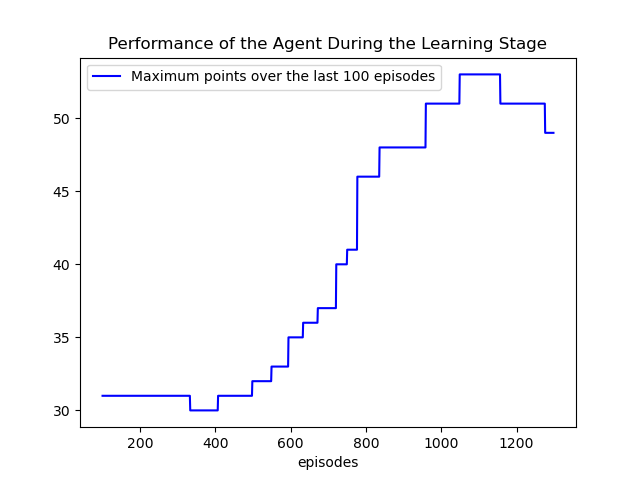 Performance of the Agent During the Learning Stage
Maximum points over the last 100 episodes
50
45
40
35
30
200 400 600 800 1000 1200
episodes